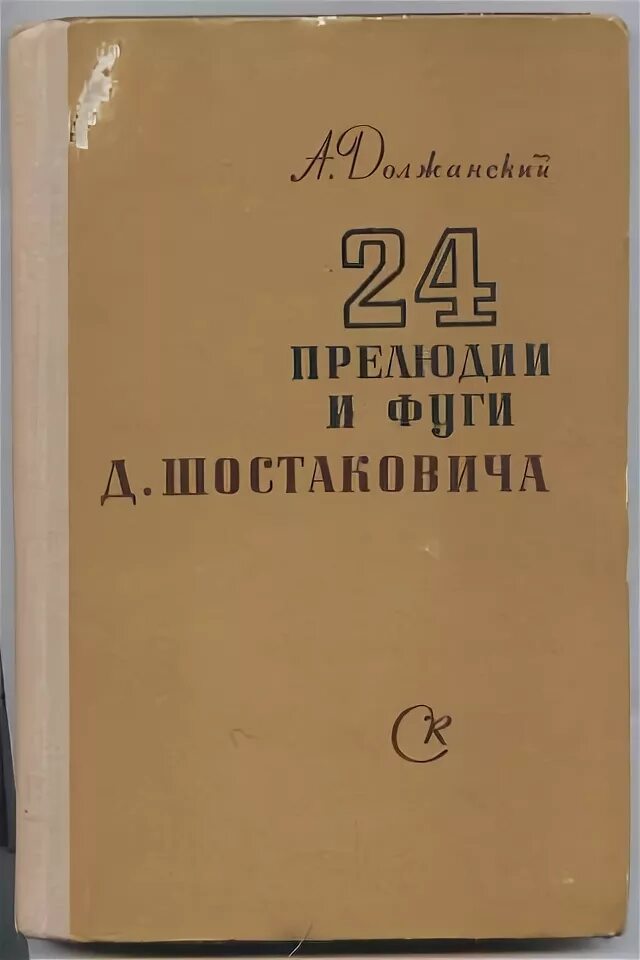 А. Должанский
24
ПРЕЛЮДИИ
И ФУГИ
Д. ШОСТАКОВИЧА
СК